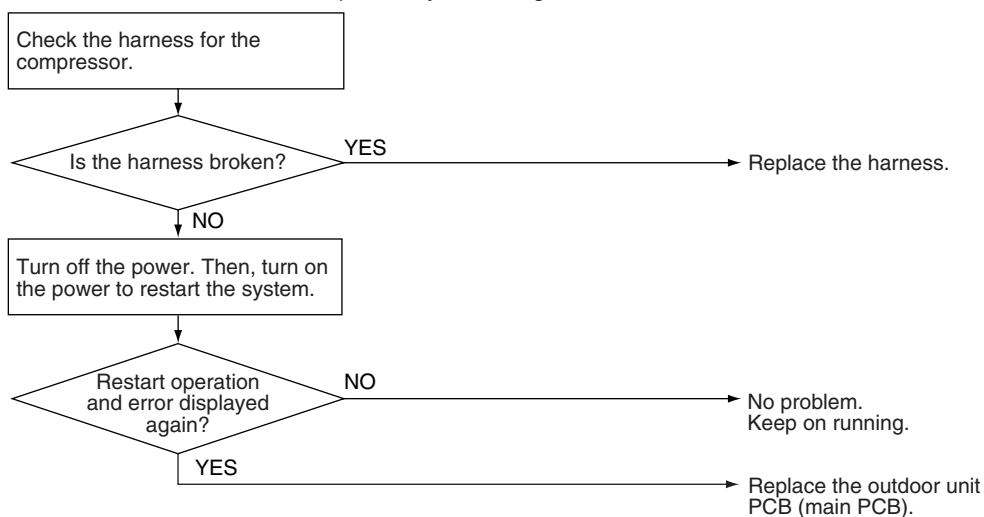 Check the harness for the
compressor.
Is the harness broken?
YES
Replace the harness.
NO
Turn off the power. Then, turn on
the power to restart the system.
Restart operation
and error displayed
again?
NO
No problem.
Keep on running.
YES
Replace the outdoor unit
PCB (main PCB).